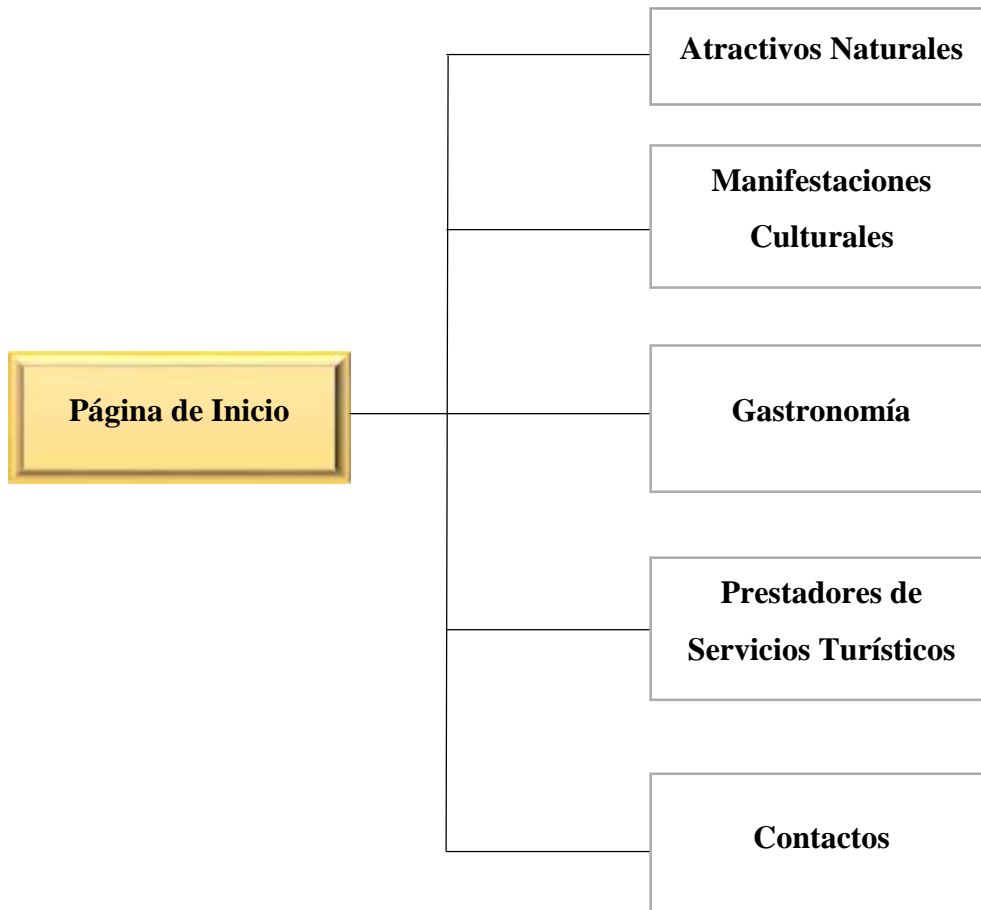 Atractivos Naturales
Manifestaciones
Culturales
Página de Inicio
Gastronomía
Prestadores de
Servicios Turísticos
Contactos